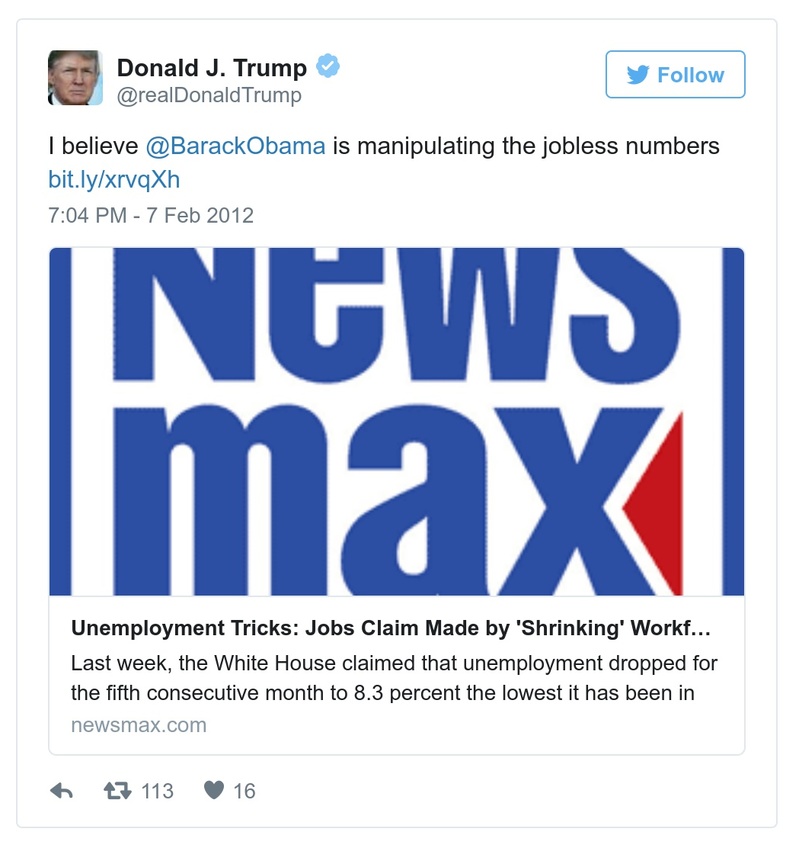 Donald J. Trump
@realDonaldTrump
Follow
I believe @BarackObama is manipulating the jobless numbers
bit.ly/xrvqXh
7:04 PM - 7 Feb 2012
News
max
Unemployment Tricks: Jobs Claim Made by 'Shrinking' Workf...
Last week, the White House claimed that unemployment dropped for
the fifth consecutive month to 8.3 percent the lowest it has been in
newsmax.com
113 16